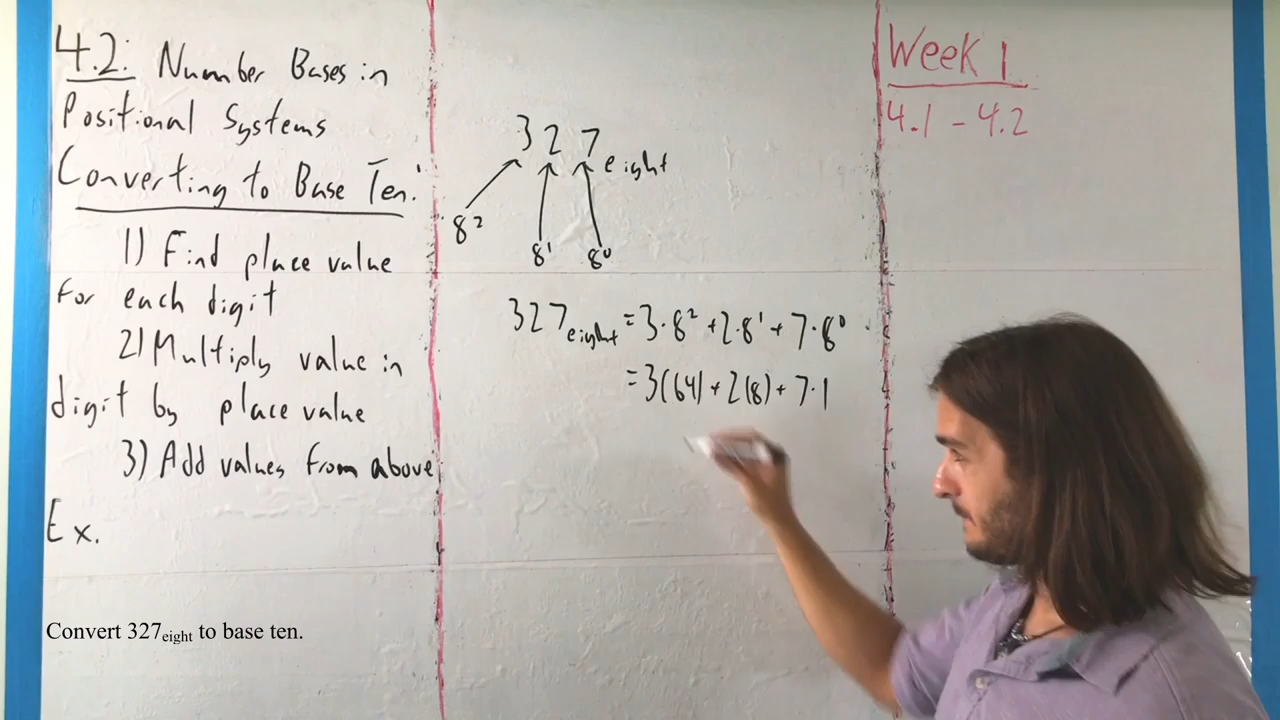 4.2: Number Bases in
Positional Systems
Converting to Base Ten:
1) Find place value
for each digit
2) Multiply value in
digit by place value
3) Add values from above
Ex.
Convert 327eight to base ten.
327eight
8² 8¹ 8⁰
327eight = 3·8² + 2·8¹ + 7·8⁰
= 3(64) + 2(8) + 7·1
Week 1
4.1 - 4.2